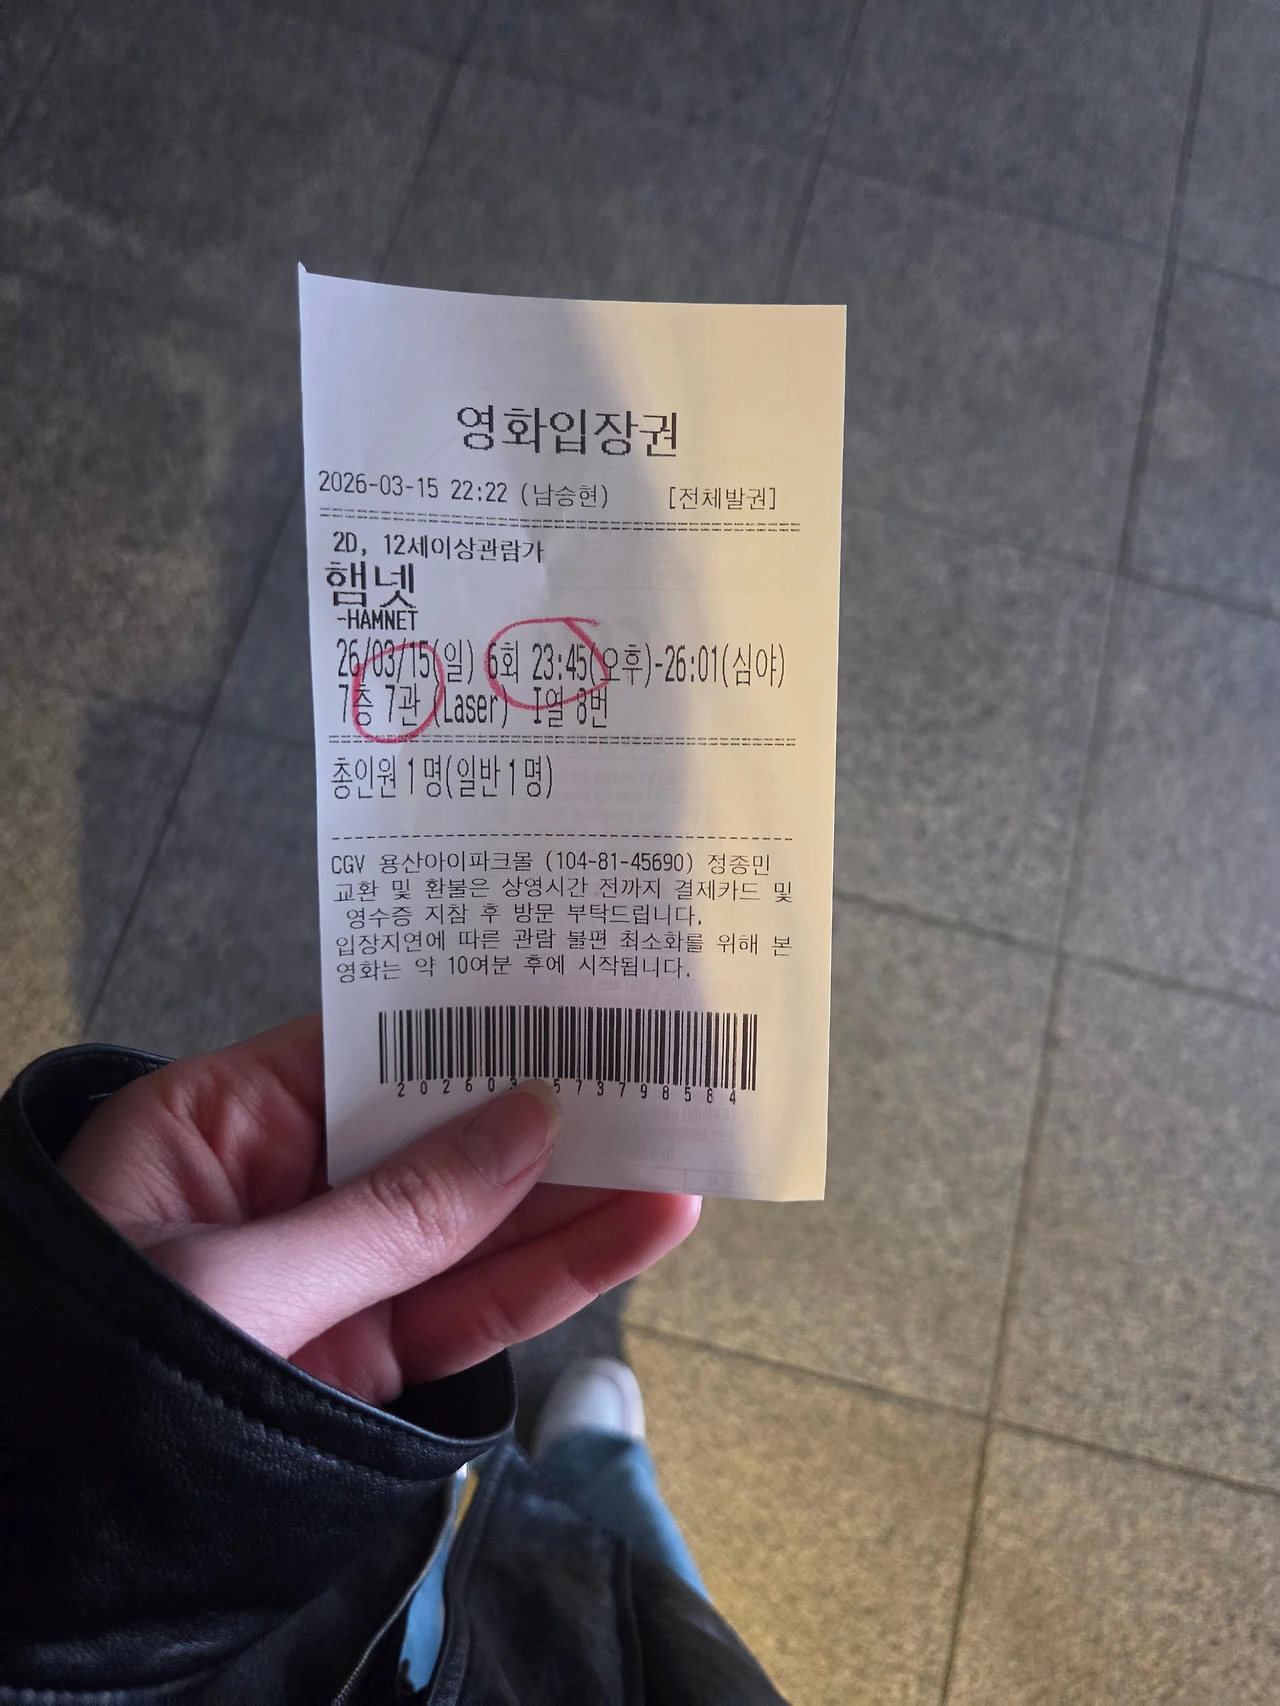 영화입장권
2026-03-15 22:22 (남승현) [전체발권]
2D, 12세이상관람가
햄넷
-HAMNET
26/03/15(일) 6회 23:45(오후)-26:01(심야)
7층 7관 (Laser) I열 8번
총인원 1명(일반 1명)
CGV 용산아이파크몰 (104-81-45690) 정종민
교환 및 환불은 상영시간 전까지 결제카드 및
영수증 지참 후 방문 부탁드립니다.
입장지연에 따른 관람 불편 최소화를 위해 본
영화는 약 10여분 후에 시작됩니다.
202603 573798584